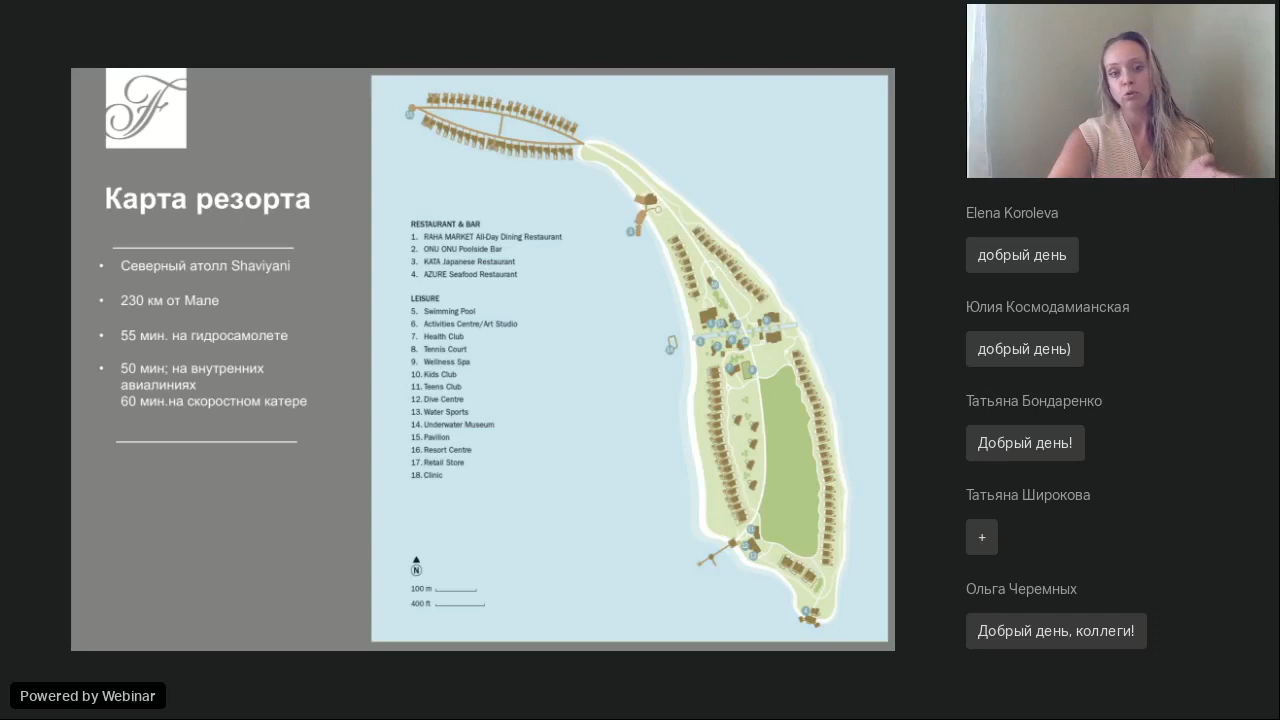 Карта резорта
• Северный атолл Shaviyani
• 230 км от Мале
• 55 мин. на гидросамолете
• 50 мин; на внутренних
авиалиниях
60 мин.на скоростном катере
RESTAURANT & BAR
1. RAHA MARKET All-Day Dining Restaurant
2. ONU ONU Poolside Bar
3. KATA Japanese Restaurant
4. AZURE Seafood Restaurant
LEISURE
5. Swimming Pool
6. Activities Centre/Art Studio
7. Health Club
8. Tennis Court
9. Wellness Spa
10. Kids Club
11. Teens Club
12. Dive Centre
13. Water Sports
14. Underwater Museum
15. Pavilion
16. Resort Centre
17. Retail Store
18. Clinic
N
100 m
400 ft
Elena Koroleva
добрый день
Юлия Космодамианская
добрый день)
Татьяна Бондаренко
Добрый день!
Татьяна Широкова
+
Ольга Черемных
Добрый день, коллеги!
Powered by Webinar